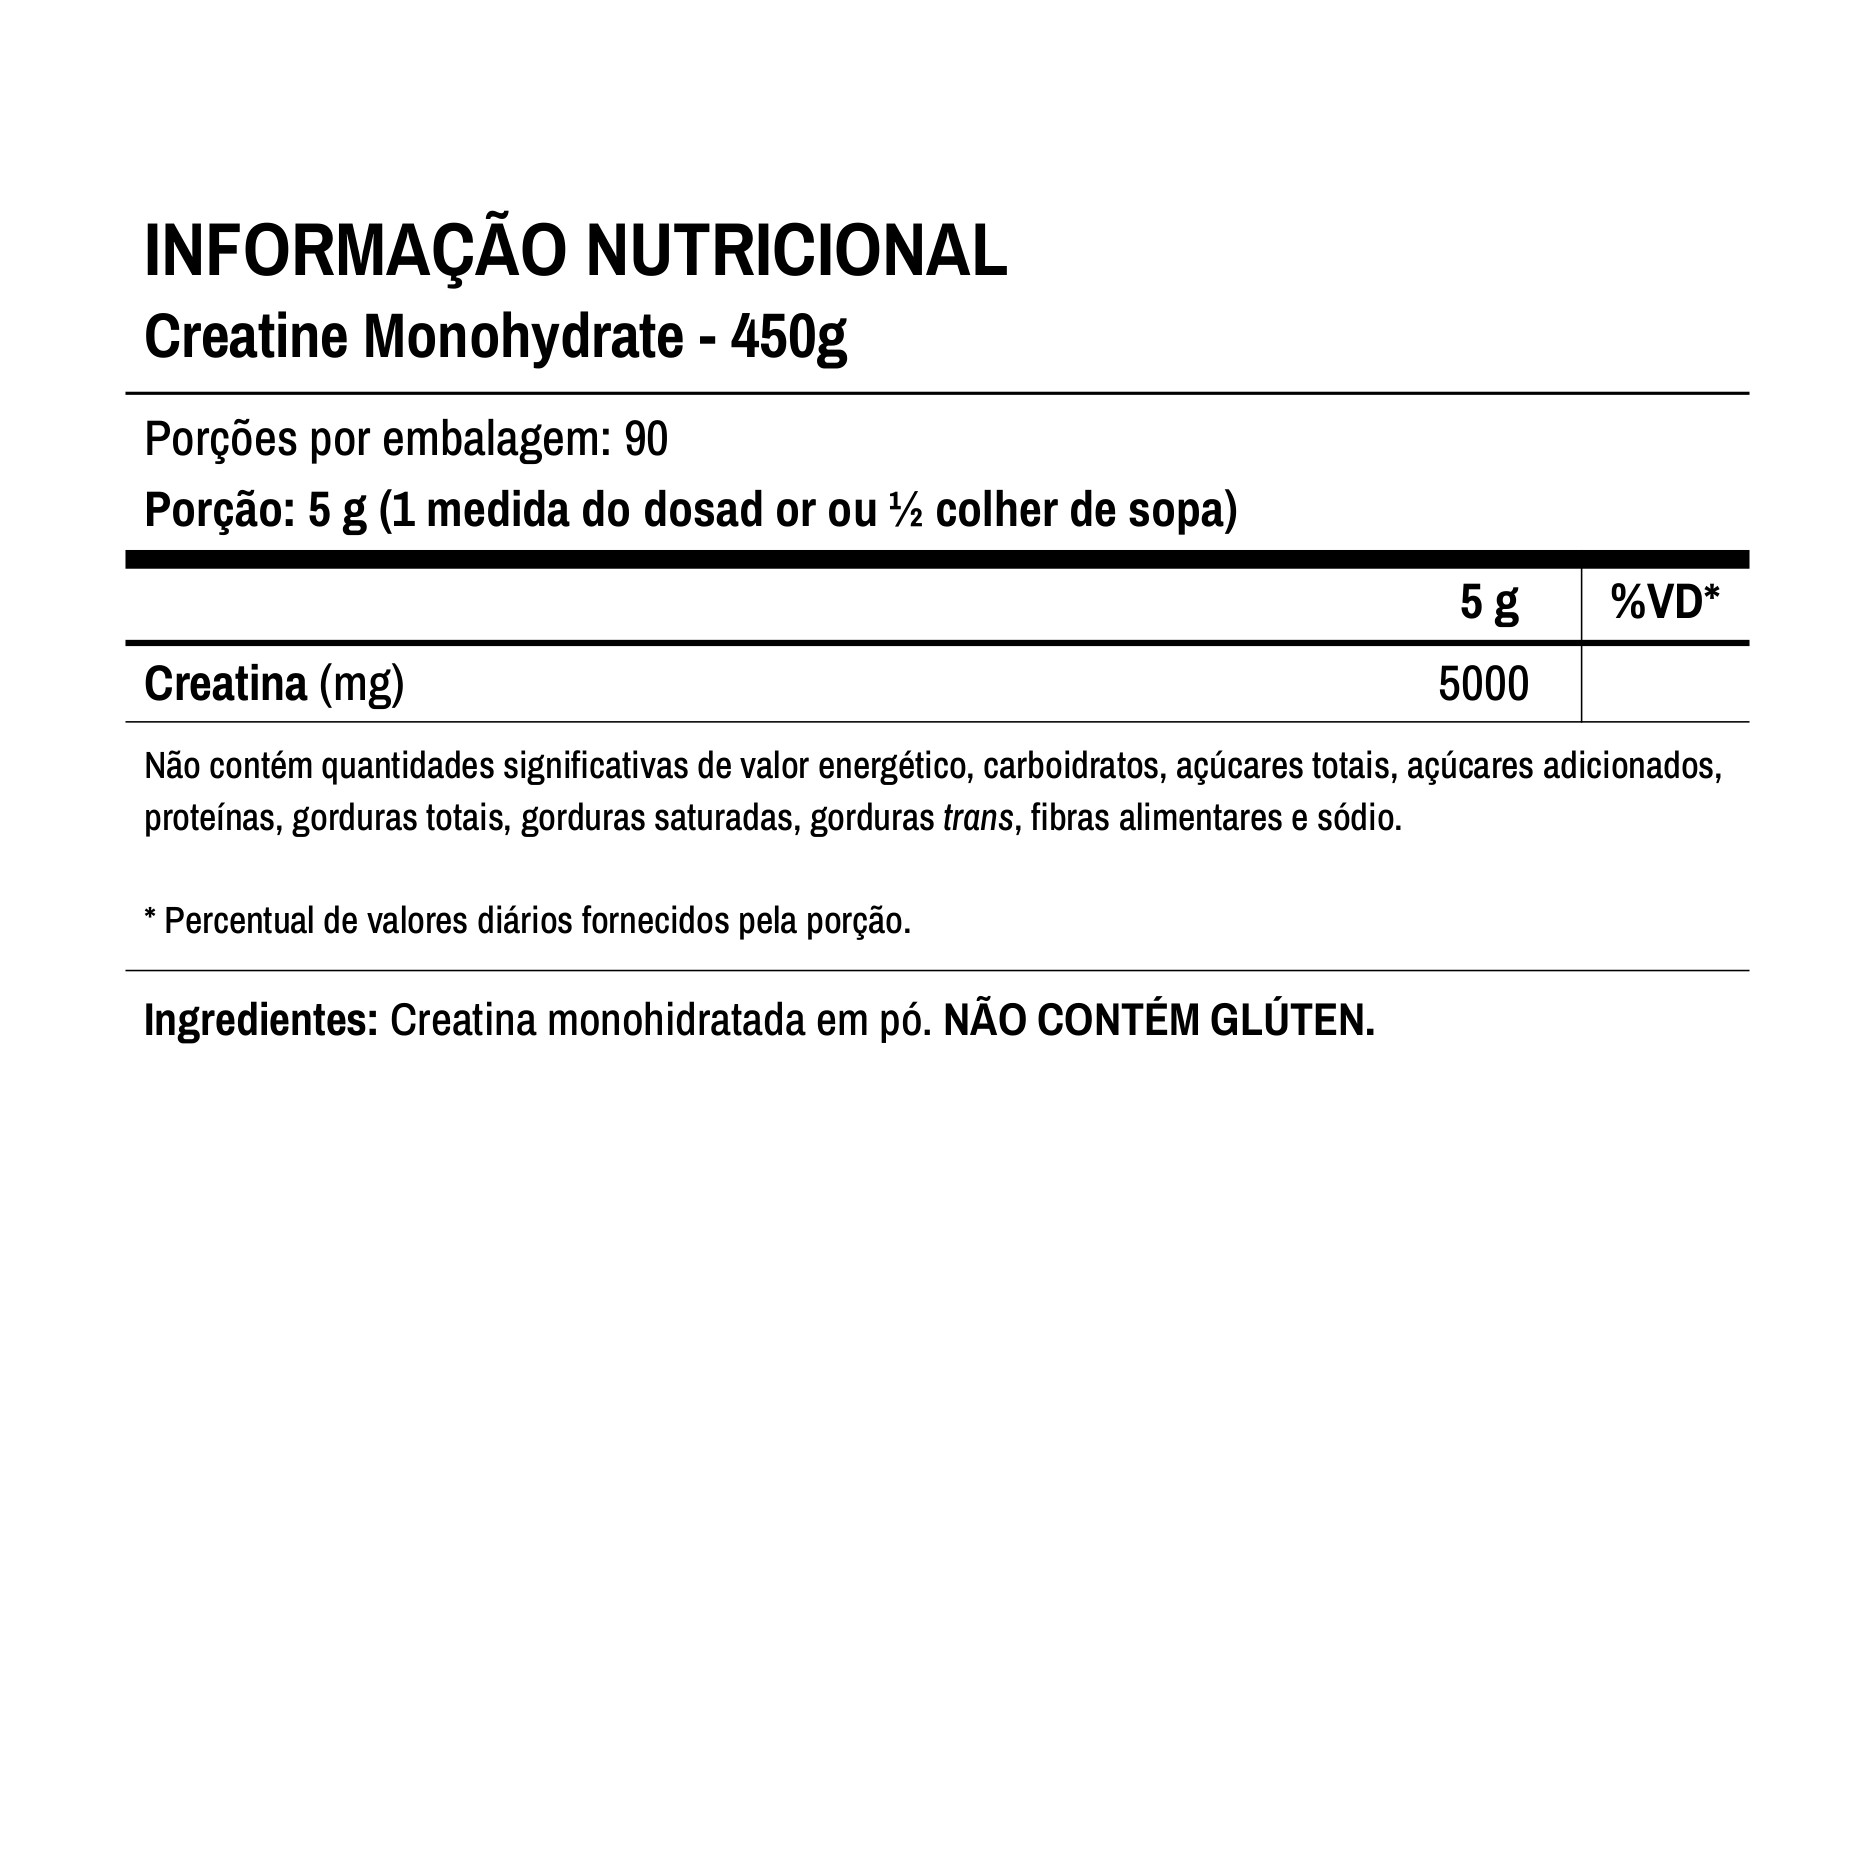 INFORMAÇÃO NUTRICIONAL
Creatine Monohydrate - 450g
Porções por embalagem: 90
Porção: 5 g (1 medida do dosad or ou ½ colher de sopa)
5 g %VD*
Creatina (mg) 5000
Não contém quantidades significativas de valor energético, carboidratos, açúcares totais, açúcares adicionados,
proteínas, gorduras totais, gorduras saturadas, gorduras trans, fibras alimentares e sódio.
* Percentual de valores diários fornecidos pela porção.
Ingredientes: Creatina monohidratada em pó. NÃO CONTÉM GLÚTEN.